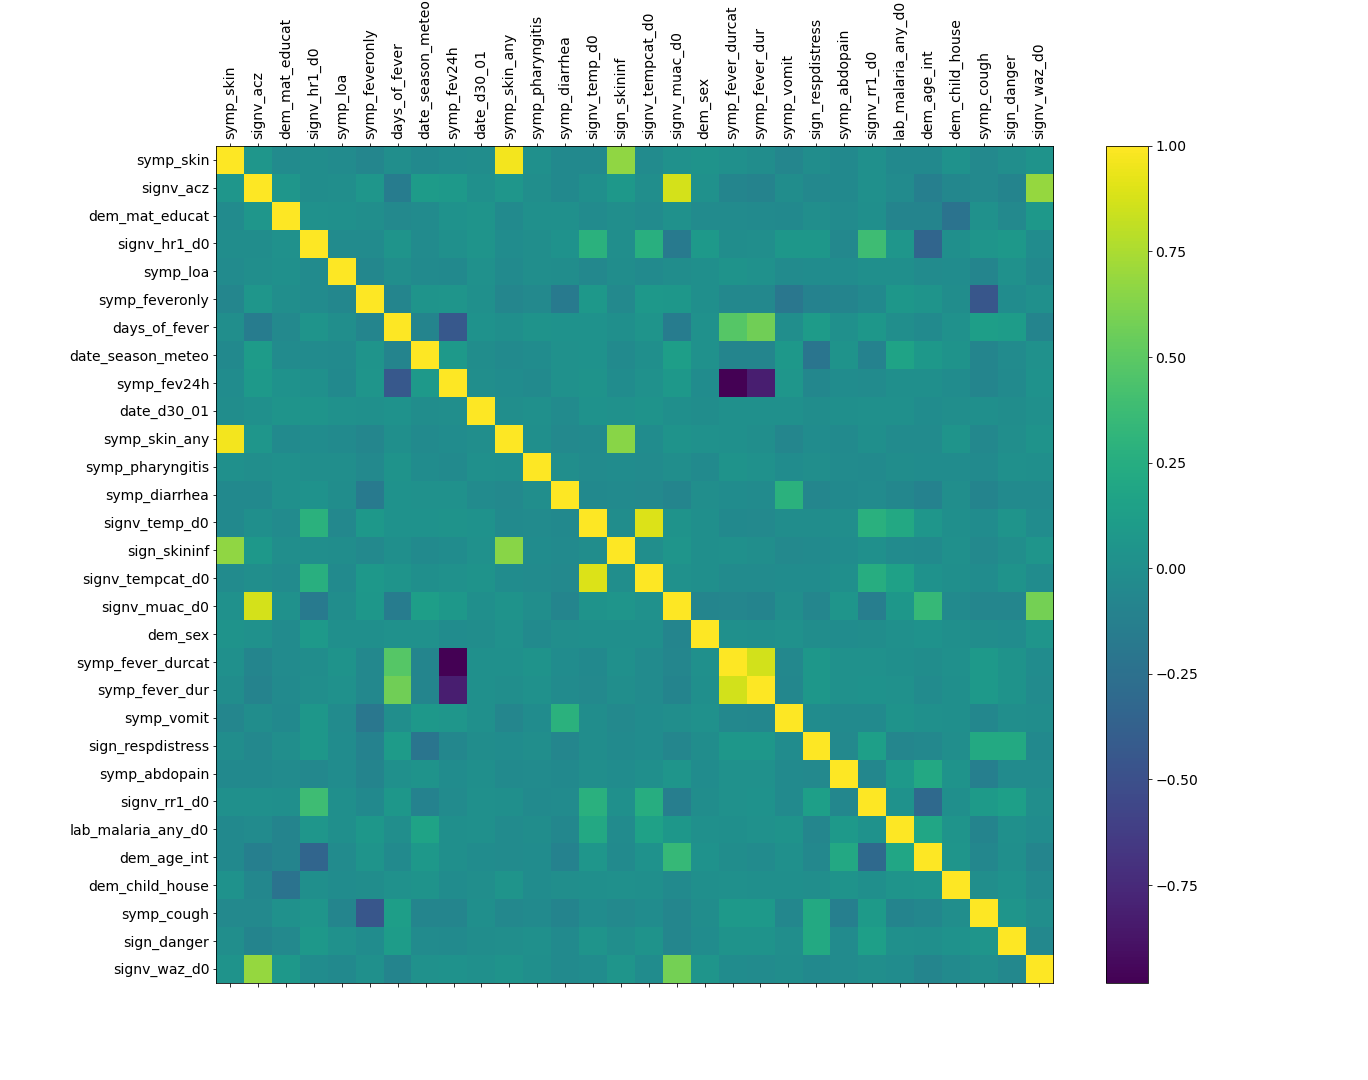 symp_skin
signv_acz
dem_mat_educat
signv_hr1_d0
symp_loa
symp_feveronly
days_of_fever
date_season_meteo
symp_fev24h
date_d30_01
symp_skin_any
symp_pharyngitis
symp_diarrhea
signv_temp_d0
sign_skininf
signv_tempcat_d0
signv_muac_d0
dem_sex
symp_fever_durcat
symp_fever_dur
symp_vomit
sign_respdistress
symp_abdopain
signv_rr1_d0
lab_malaria_any_d0
dem_age_int
dem_child_house
symp_cough
sign_danger
signv_waz_d0
symp_skin
signv_acz
dem_mat_educat
signv_hr1_d0
symp_loa
symp_feveronly
days_of_fever
date_season_meteo
symp_fev24h
date_d30_01
symp_skin_any
symp_pharyngitis
symp_diarrhea
signv_temp_d0
sign_skininf
signv_tempcat_d0
signv_muac_d0
dem_sex
symp_fever_durcat
symp_fever_dur
symp_vomit
sign_respdistress
symp_abdopain
signv_rr1_d0
lab_malaria_any_d0
dem_age_int
dem_child_house
symp_cough
sign_danger
signv_waz_d0
1.00
0.75
0.50
0.25
0.00
−0.25
−0.50
−0.75